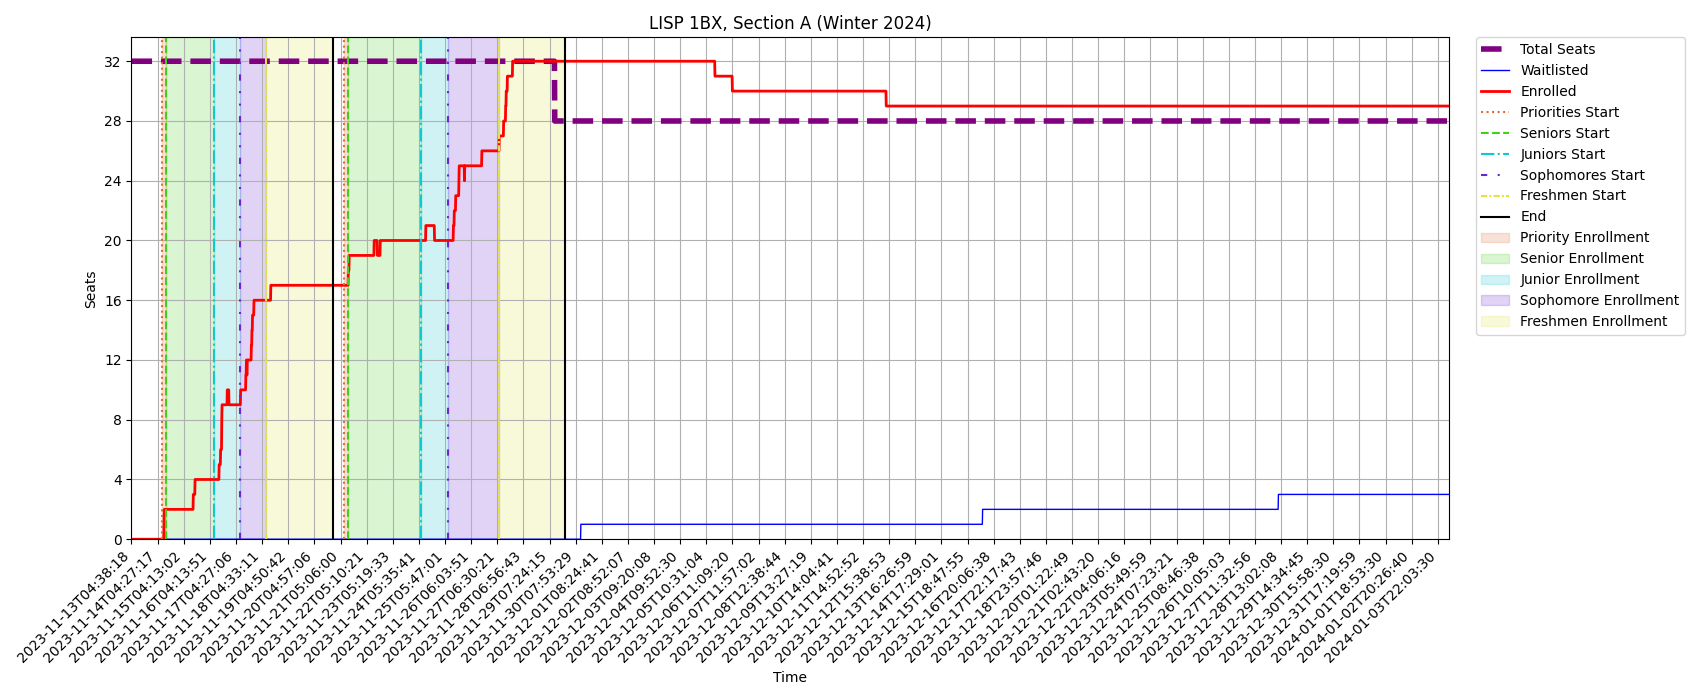 LISP 1BX, Section A (Winter 2024)
Total Seats
Waitlisted
Enrolled
Priorities Start
Seniors Start
Juniors Start
Sophomores Start
Freshmen Start
End
Priority Enrollment
Senior Enrollment
Junior Enrollment
Sophomore Enrollment
Freshmen Enrollment
Seats
32
28
24
20
16
12
8
4
0
2023-11-13T04:38:18
2023-11-14T04:27:17
2023-11-15T04:13:02
2023-11-16T04:13:51
2023-11-17T04:27:06
2023-11-18T04:33:11
2023-11-19T04:50:42
2023-11-20T04:57:06
2023-11-21T05:06:00
2023-11-22T05:10:21
2023-11-23T05:19:33
2023-11-24T05:35:41
2023-11-25T05:47:01
2023-11-26T06:03:51
2023-11-27T06:30:21
2023-11-28T06:56:43
2023-11-29T07:24:15
2023-11-30T07:53:29
2023-12-01T08:24:41
2023-12-02T08:52:07
2023-12-03T09:20:08
2023-12-04T09:52:30
2023-12-05T10:31:04
2023-12-06T11:09:20
2023-12-07T11:57:02
2023-12-08T12:38:44
2023-12-09T13:27:19
2023-12-10T14:04:41
2023-12-11T14:52:52
2023-12-12T15:38:53
2023-12-13T16:26:59
2023-12-14T17:29:01
2023-12-15T18:47:55
2023-12-16T20:06:38
2023-12-17T22:17:43
2023-12-18T23:57:46
2023-12-20T01:22:49
2023-12-21T02:43:20
2023-12-22T04:06:16
2023-12-23T05:49:59
2023-12-24T07:23:21
2023-12-25T08:46:38
2023-12-26T10:05:03
2023-12-27T11:32:56
2023-12-28T13:02:08
2023-12-29T14:34:45
2023-12-30T15:58:30
2023-12-31T17:19:59
2024-01-01T18:53:30
2024-01-02T20:26:40
2024-01-03T22:03:30
Time